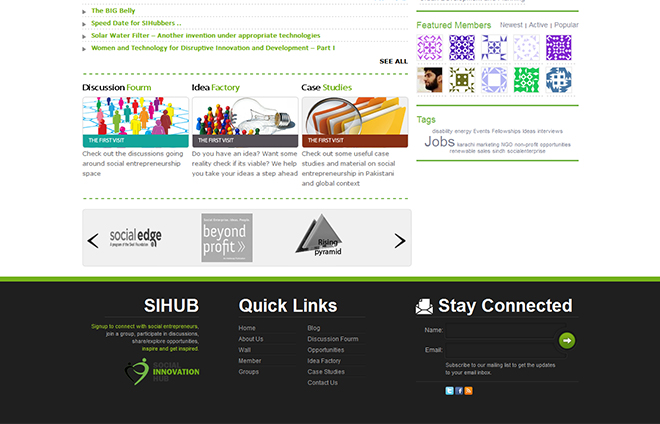 The BIG Belly
Speed Date for SIHubbers ..
Solar Water Filter – Another invention under appropriate technologies
Women and Technology for Disruptive Innovation and Development – Part I
SEE ALL
Featured Members
Newest | Active | Popular
Tags
disability energy Events Fellowships Ideas interviews
Jobs karachi marketing NGO non-profit opportunities
renewable sales sindh socialenterprise
Discussion Fourm
THE FIRST VISIT
Check out the discussions going
around social entrepreneurship
space
Idea Factory
THE FIRST VISIT
Do you have an idea? Want some
reality check if its viable? We help
you take your ideas a step ahead
Case Studies
THE FIRST VISIT
Check out some useful case
studies and material on social
entrepreneurship in Pakistani
and global context
social edge
A program of the Skoll Foundation
beyond
profit
Rising
pyramid
SIHUB
Signup to connect with social entrepreneurs,
join a group, participate in discussions,
share/explore opportunities,
inspire and get inspired.
SOCIAL
INNOVATION
HUB
Quick Links
Home
About Us
Wall
Member
Groups
Blog
Discussion Fourm
Opportunities
Idea Factory
Case Studies
Contact Us
Stay Connected
Name:
Email:
Subscribe to our mailing list to get the updates
to your email inbox.